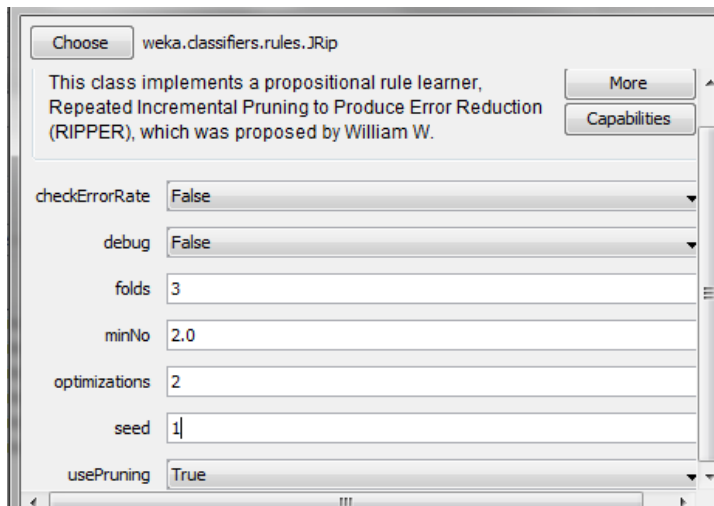 Choose weka.classifiers.rules.JRip
This class implements a propositional rule learner, More
Repeated Incremental Pruning to Produce Error Reduction
(RIPPER), which was proposed by William W. Capabilities
checkErrorRate False
debug False
folds 3
minNo 2.0
optimizations 2
seed 1
usePruning True